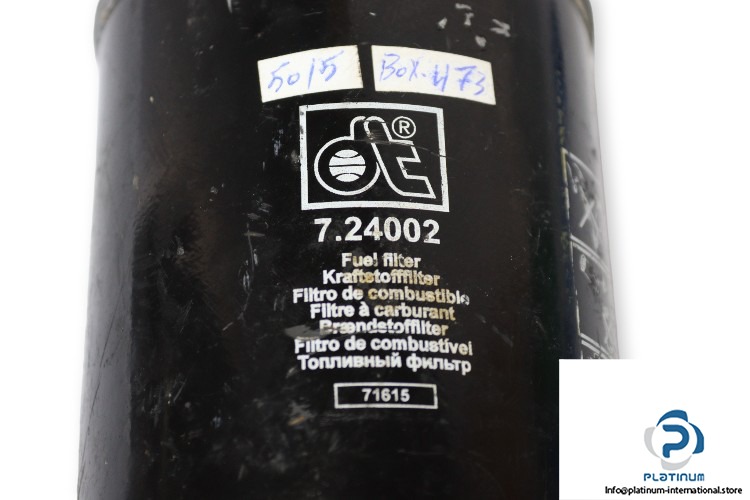 5015 BOX-473
dt®
7.24002
Fuel filter
Kraftstofffilter
Filtro de combustible
Filtre à carburant
Brændstoffilter
Filtro de combustível
Топливный фильтр
71615
PLATINUM
Info@platinum-international.store